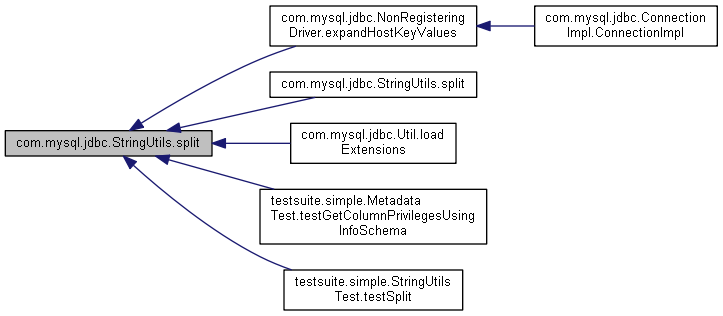 com.mysql.jdbc.NonRegistering
Driver.expandHostKeyValues
com.mysql.jdbc.Connection
Impl.ConnectionImpl
com.mysql.jdbc.StringUtils.split
com.mysql.jdbc.StringUtils.split
com.mysql.jdbc.Util.load
Extensions
testsuite.simple.Metadata
Test.testGetColumnPrivilegesUsing
InfoSchema
testsuite.simple.StringUtils
Test.testSplit